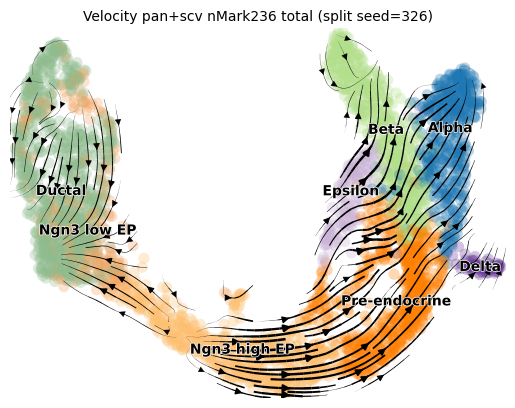 Velocity pan+scv nMark236 total (split seed=326)
Beta
Alpha
Ductal
Epsilon
Ngn3 low EP
Delta
Pre-endocrine
Ngn3 high EP